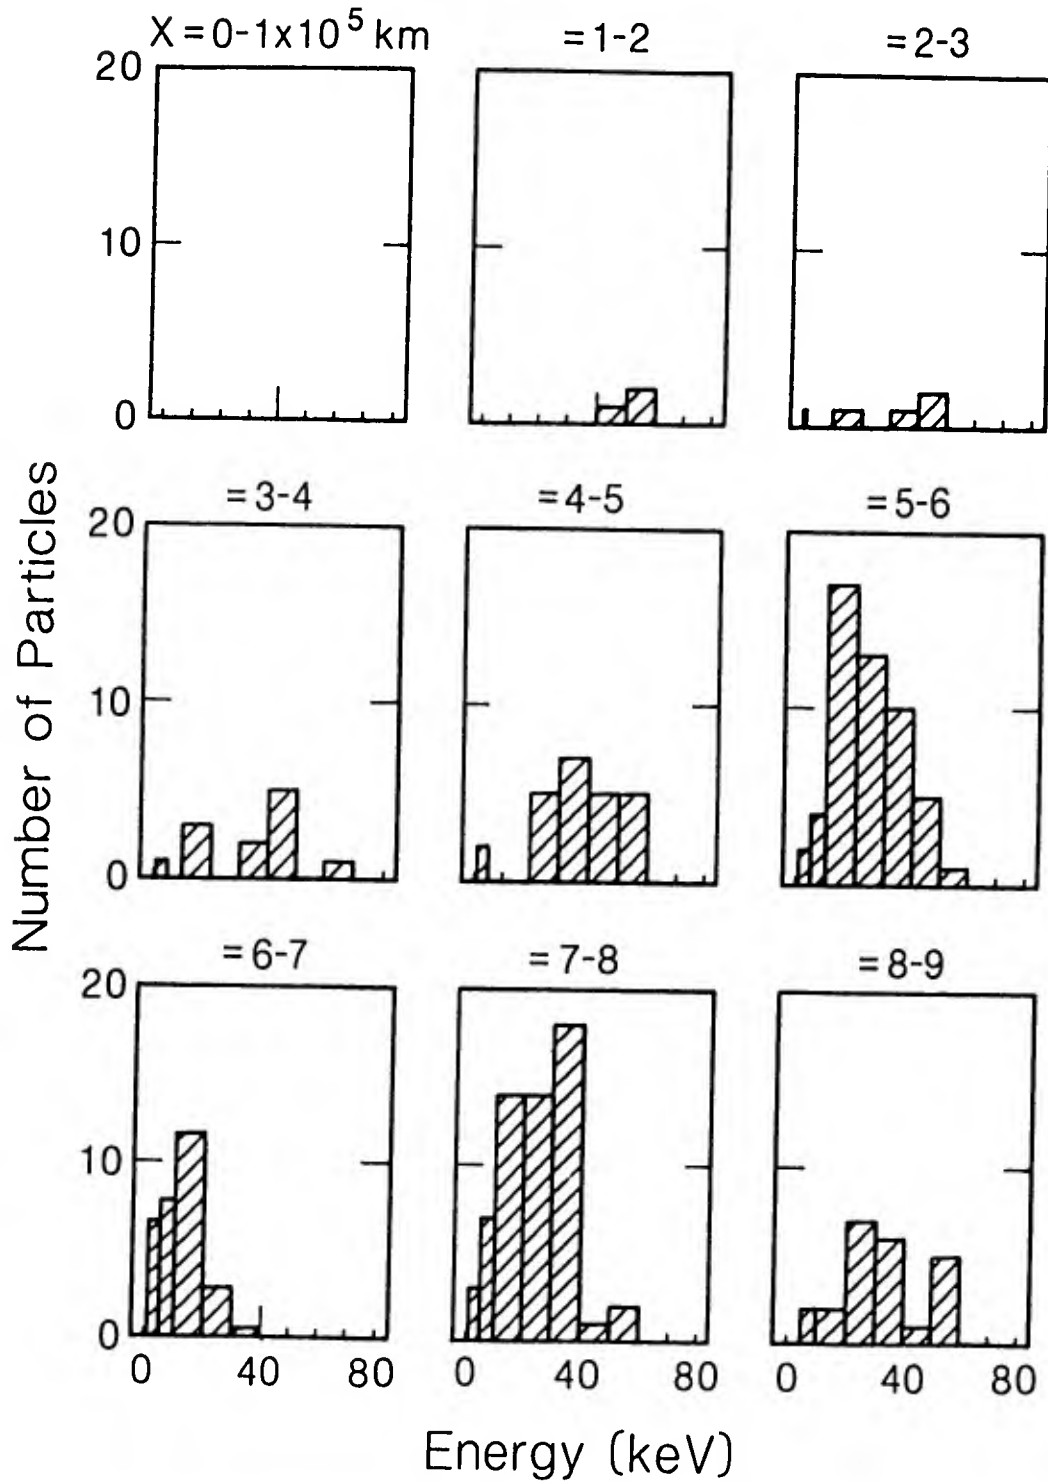 X = 0-1x10⁵ km
= 1-2
= 2-3
20
10
0
= 3-4
= 4-5
= 5-6
20
10
0
= 6-7
= 7-8
= 8-9
20
10
0
0 40 80
0 40 80
0 40 80
Number of Particles
Energy (keV)